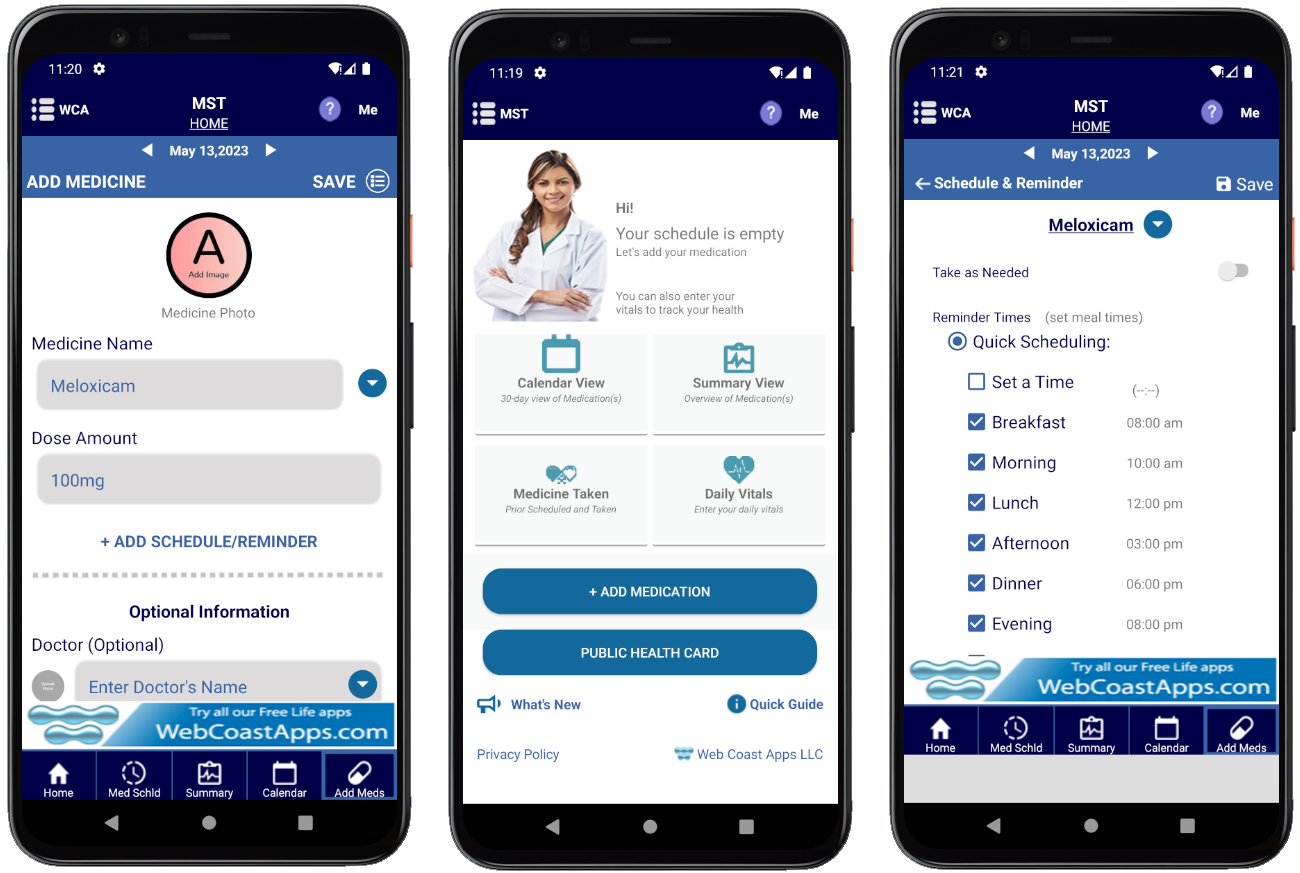 11:20
WCA
MST
HOME
?
Me
May 13,2023
ADD MEDICINE
SAVE
A
Add Image
Medicine Photo
Medicine Name
Meloxicam
Dose Amount
100mg
+ ADD SCHEDULE/REMINDER
Optional Information
Doctor (Optional)
Enter Doctor's Name
Try all our Free Life apps
WebCoastApps.com
Home
Med Schld
Summary
Calendar
Add Meds
11:19
MST
?
Me
Hi!
Your schedule is empty
Let's add your medication
You can also enter your
vitals to track your health
Calendar View
30-day view of Medication(s)
Summary View
Overview of Medication(s)
Medicine Taken
Prior Scheduled and Taken
Daily Vitals
Enter your daily vitals
+ ADD MEDICATION
PUBLIC HEALTH CARD
What's New
Quick Guide
Privacy Policy
Web Coast Apps LLC
11:21
WCA
MST
HOME
?
Me
May 13,2023
Schedule & Reminder
Save
Meloxicam
Take as Needed
Reminder Times (set meal times)
Quick Scheduling:
Set a Time (--:--)
Breakfast 08:00 am
Morning 10:00 am
Lunch 12:00 pm
Afternoon 03:00 pm
Dinner 06:00 pm
Evening 08:00 pm
Try all our Free Life apps
WebCoastApps.com
Home
Med Schld
Summary
Calendar
Add Meds